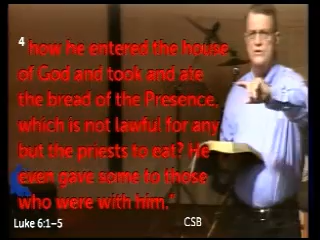 4 how he entered the house
of God and took and ate
the bread of the Presence,
which is not lawful for any
but the priests to eat? He
even gave some to those
who were with him."
Luke 6:1–5 CSB